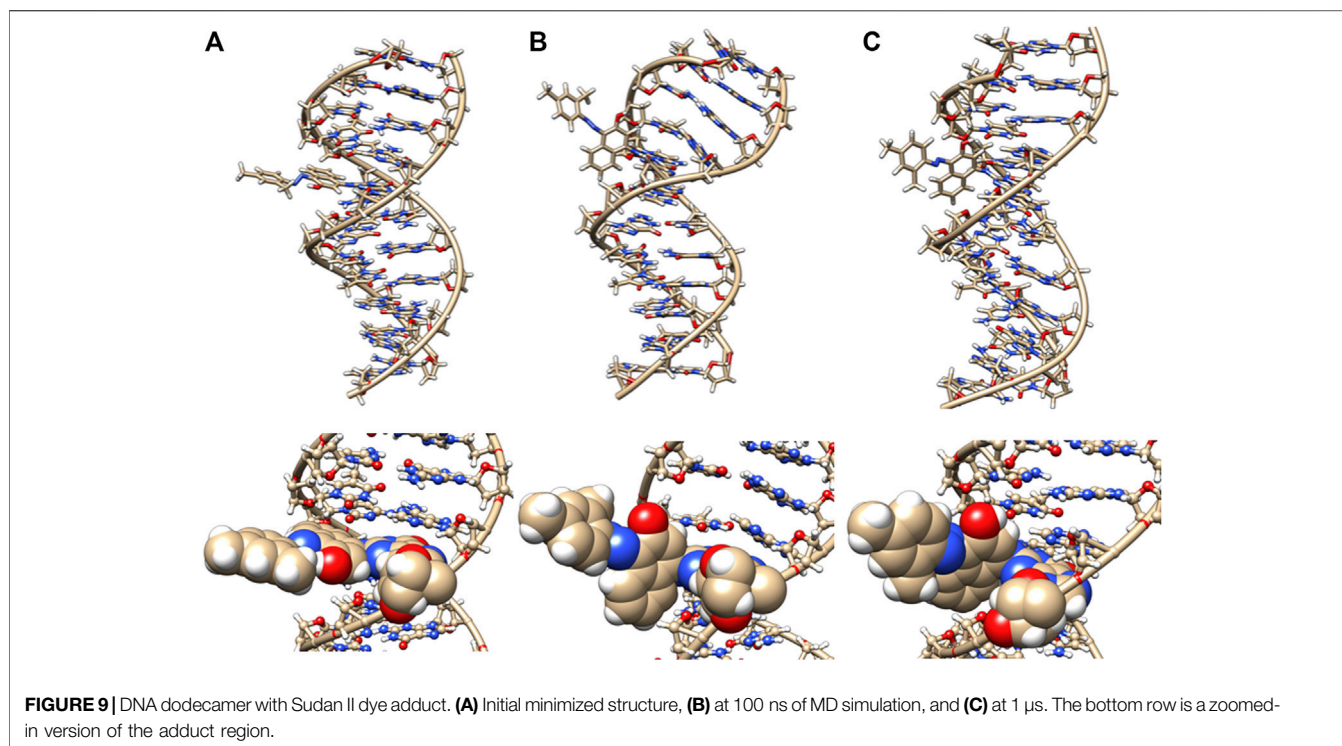 A B C
FIGURE 9 | DNA dodecamer with Sudan II dye adduct. (A) Initial minimized structure, (B) at 100 ns of MD simulation, and (C) at 1 µs. The bottom row is a zoomed-
in version of the adduct region.